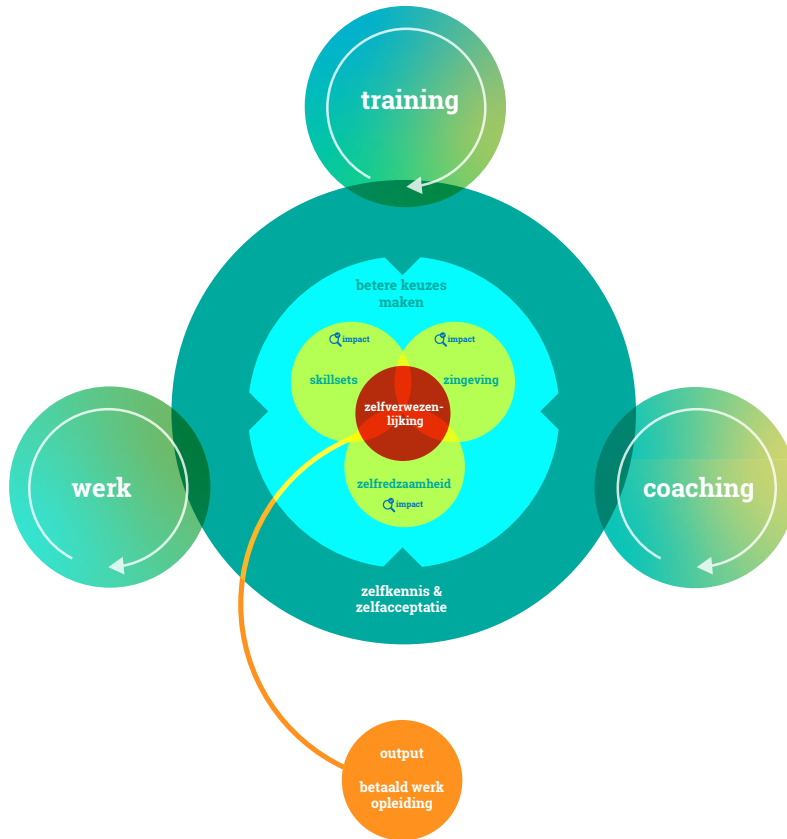 training
betere keuzes
maken
impact
impact
skillsets
zingeving
zelfverwezen-
lijking
werk
zelfredzaamheid
impact
coaching
zelfkennis &
zelfacceptatie
output
betaald werk
opleiding